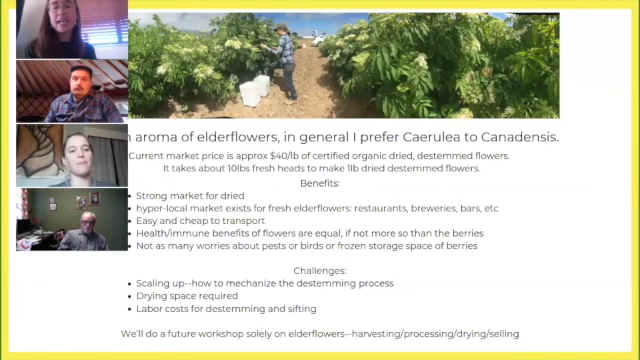 aroma of elderflowers, in general I prefer Caerulea to Canadensis.
Current market price is approx $40/lb of certified organic dried, destemmed flowers.
It takes about 10lbs fresh heads to make 1lb dried destemmed flowers.
Benefits:
• Strong market for dried
• hyper-local market exists for fresh elderflowers: restaurants, breweries, bars, etc
• Easy and cheap to transport
• Health/immune benefits of flowers are equal, if not more so than the berries
• Not as many worries about pests or birds or frozen storage space of berries
Challenges:
• Scaling up--how to mechanize the destemming process
• Drying space required
• Labor costs for destemming and sifting
We'll do a future workshop solely on elderflowers--harvesting/processing/drying/selling